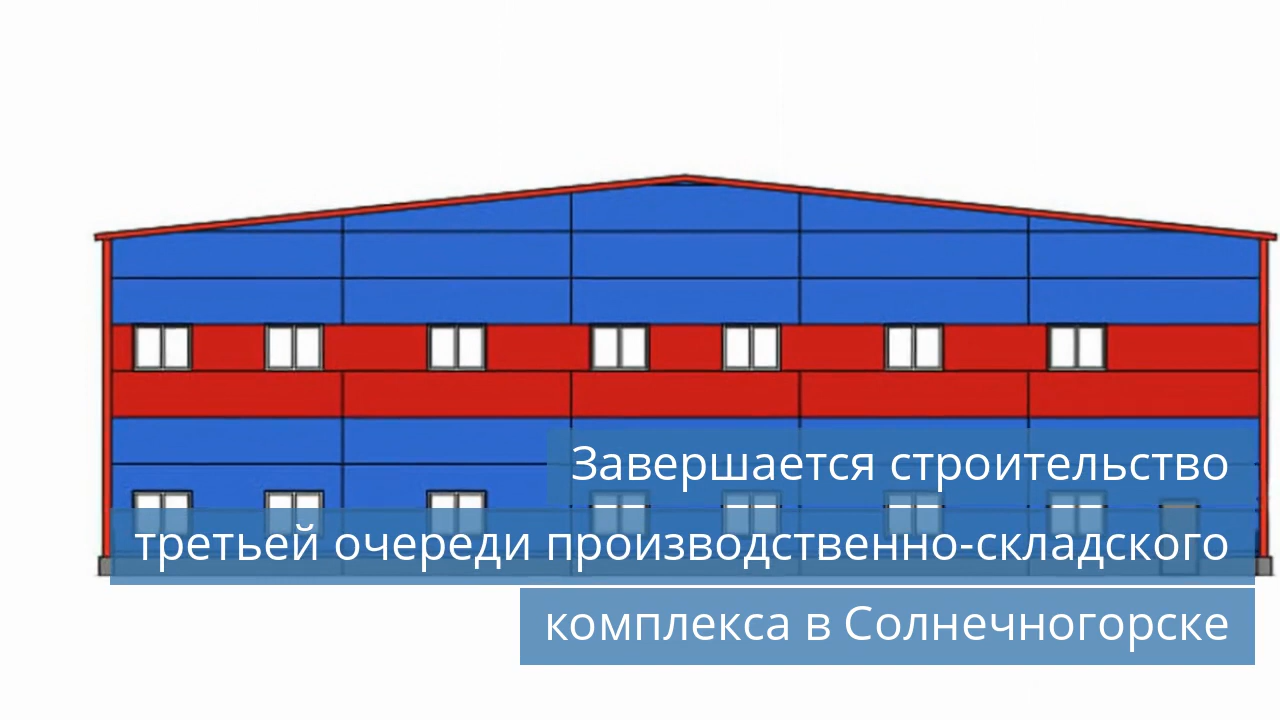 Завершается строительство
третьей очереди производственно-складского
комплекса в Солнечногорске